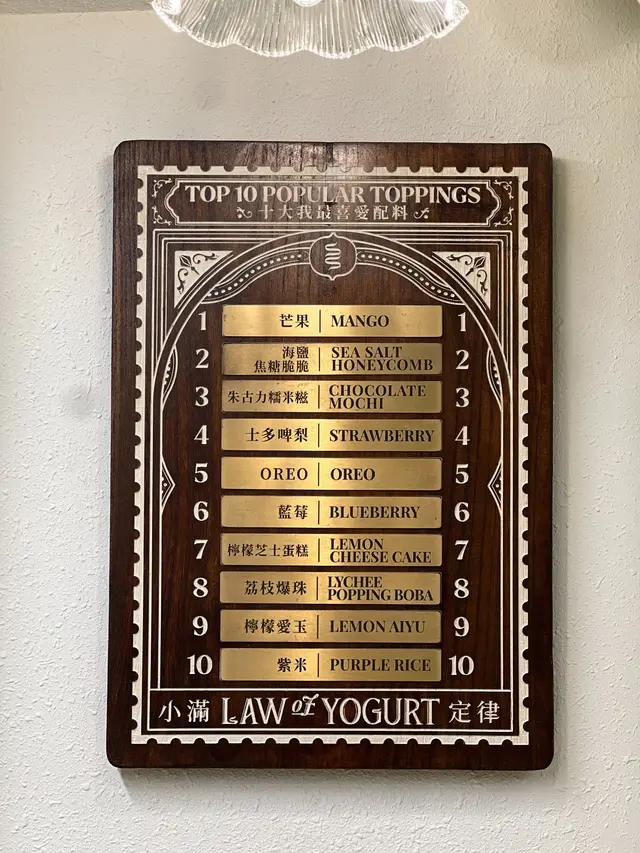 TOP 10 POPULAR TOPPINGS
十大我最喜愛配料
1 芒果 | MANGO 1
2 海鹽 焦糖脆脆 | SEA SALT HONEYCOMB 2
3 朱古力糯米糍 | CHOCOLATE MOCHI 3
4 士多啤梨 | STRAWBERRY 4
5 OREO | OREO 5
6 藍莓 | BLUEBERRY 6
7 檸檬芝士蛋糕 | LEMON CHEESE CAKE 7
8 荔枝爆珠 | LYCHEE POPPING BOBA 8
9 檸檬愛玉 | LEMON AIYU 9
10 紫米 | PURPLE RICE 10
小滿 LAW of YOGURT 定律